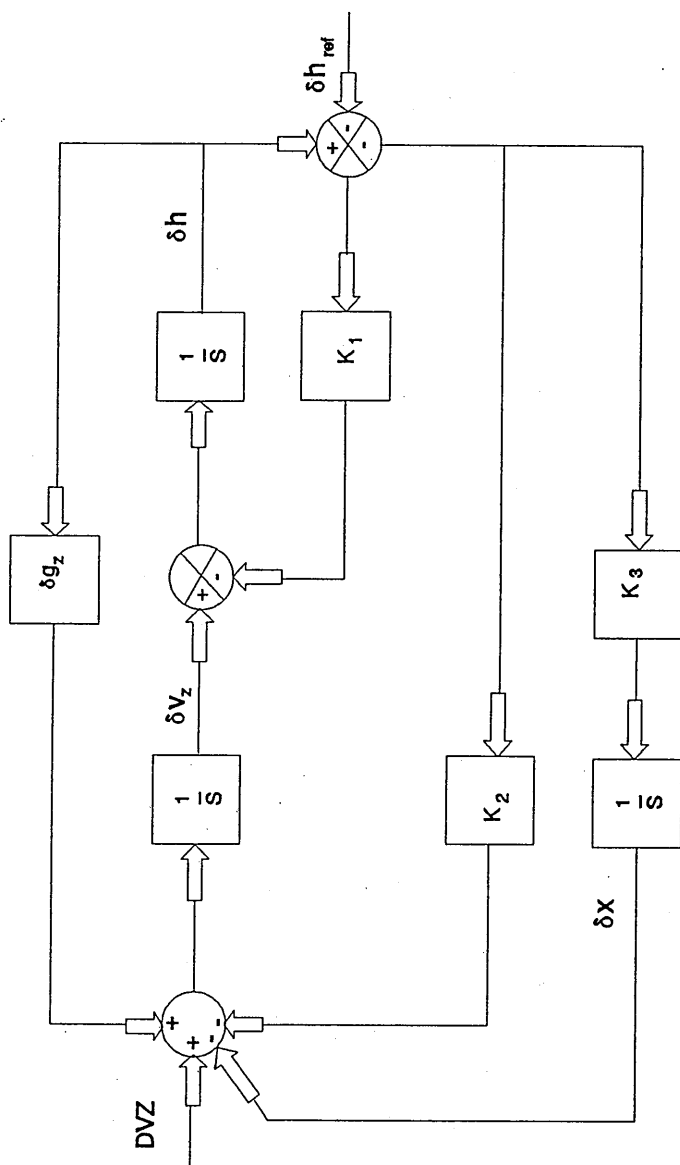 δg_z
DVZ
+
+
-
-
1/S
δv_z
+
-
1/S
δh
K_1
+
-
-
δh_ref
K_2
δx
1/S
K_3